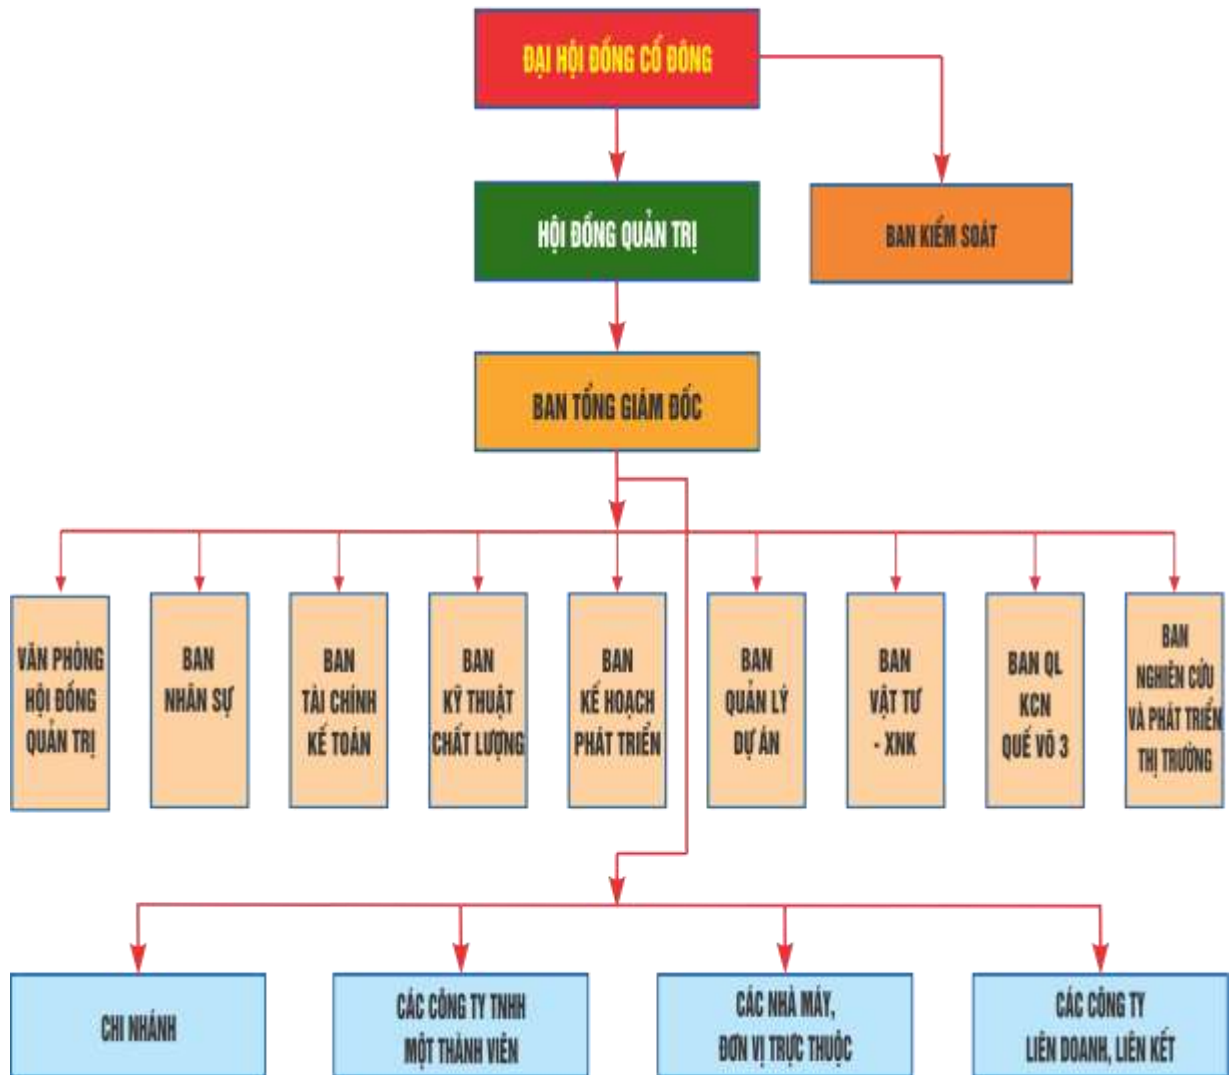 ĐẠI HỘI ĐỒNG CỔ ĐÔNG
HỘI ĐỒNG QUẢN TRỊ
BAN KIỂM SOÁT
BAN TỔNG GIÁM ĐỐC
VĂN PHÒNG
HỘI ĐỒNG
QUẢN TRỊ
BAN
NHÂN SỰ
BAN
TÀI CHÍNH
KẾ TOÁN
BAN
KỸ THUẬT
CHẤT LƯỢNG
BAN
KẾ HOẠCH
PHÁT TRIỂN
BAN
QUẢN LÝ
DỰ ÁN
BAN
VẬT TƯ
- XNK
BAN QL
KCN
QUẾ VÕ 3
BAN
NGHIÊN CỨU
VÀ PHÁT TRIỂN
THỊ TRƯỜNG
CHI NHÁNH
CÁC CÔNG TY TNHH
MỘT THÀNH VIÊN
CÁC NHÀ MÁY,
ĐƠN VỊ TRỰC THUỘC
CÁC CÔNG TY
LIÊN DOANH, LIÊN KẾT